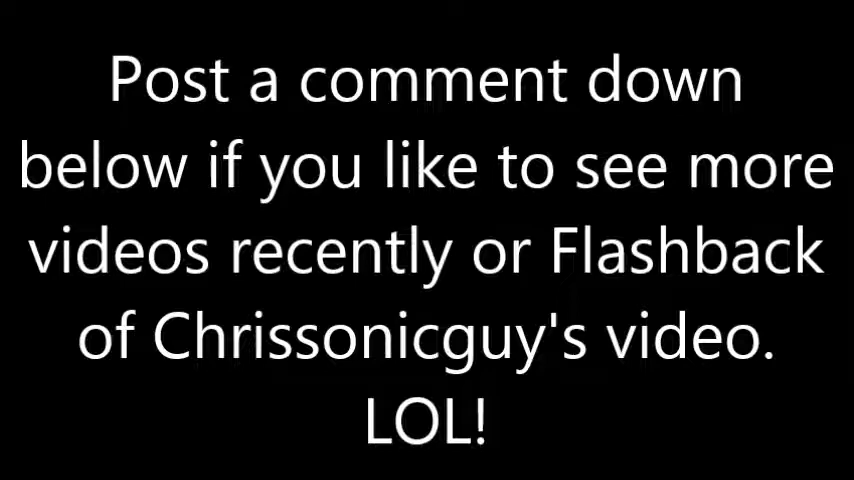 Post a comment down
below if you like to see more
videos recently or Flashback
of Chrissonicguy's video.
LOL!